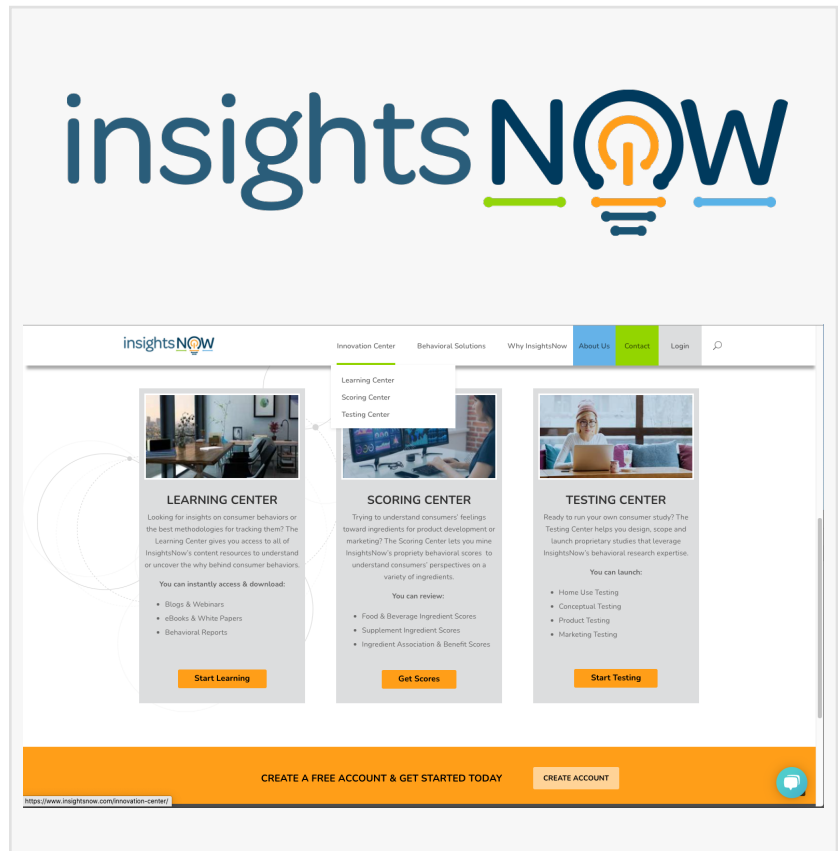 insights NOW
insights NOW
Innovation Center
Behavioral Solutions
Why InsightsNow
About Us
Contact
Login
Learning Center
Scoring Center
Testing Center
LEARNING CENTER
Looking for insights on consumer behaviors or
the best methodologies for tracking them? The
Learning Center gives you access to all of
InsightsNow's content resources to understand
or uncover the why behind consumer behaviors.
You can instantly access & download:
• Blogs & Webinars
• eBooks & White Papers
• Behavioral Reports
Start Learning
SCORING CENTER
Trying to understand consumers' feelings
toward ingredients for product development or
marketing? The Scoring Center lets you mine
InsightsNow's propriety behavioral scores to
understand consumers' perspectives on a
variety of ingredients.
You can review:
• Food & Beverage Ingredient Scores
• Supplement Ingredient Scores
• Ingredient Association & Benefit Scores
Get Scores
TESTING CENTER
Ready to run your own consumer study? The
Testing Center helps you design, scope and
launch proprietary studies that leverage
InsightsNow's behavioral research expertise.
You can launch:
• Home Use Testing
• Conceptual Testing
• Product Testing
• Marketing Testing
Start Testing
CREATE A FREE ACCOUNT & GET STARTED TODAY
CREATE ACCOUNT
https://www.insightsnow.com/innovation-center/